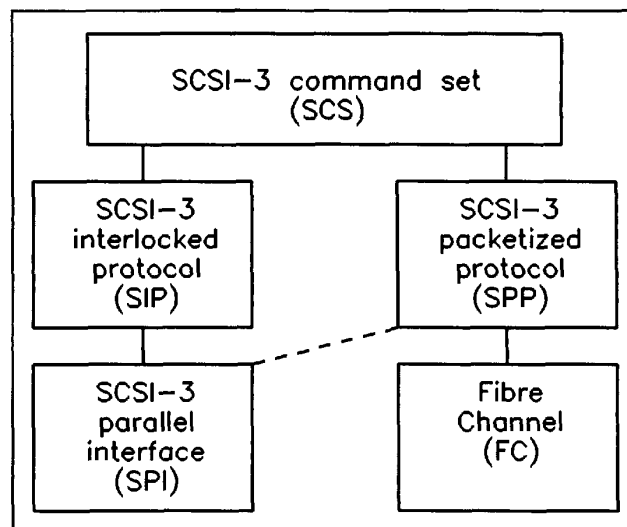 SCSI-3 command set
(SCS)
SCSI-3
interlocked
protocol
(SIP)
SCSI-3
packetized
protocol
(SPP)
SCSI-3
parallel
interface
(SPI)
Fibre
Channel
(FC)